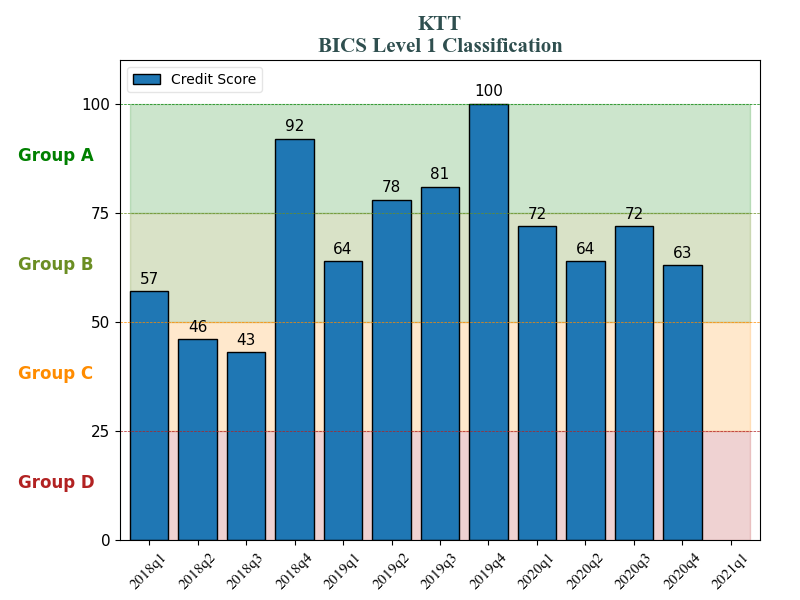 KTT
BICS Level 1 Classification
Credit Score
100
75
50
25
0
Group A
Group B
Group C
Group D
57
46
43
92
64
78
81
100
72
64
72
63
2018q1
2018q2
2018q3
2018q4
2019q1
2019q2
2019q3
2019q4
2020q1
2020q2
2020q3
2020q4
2021q1